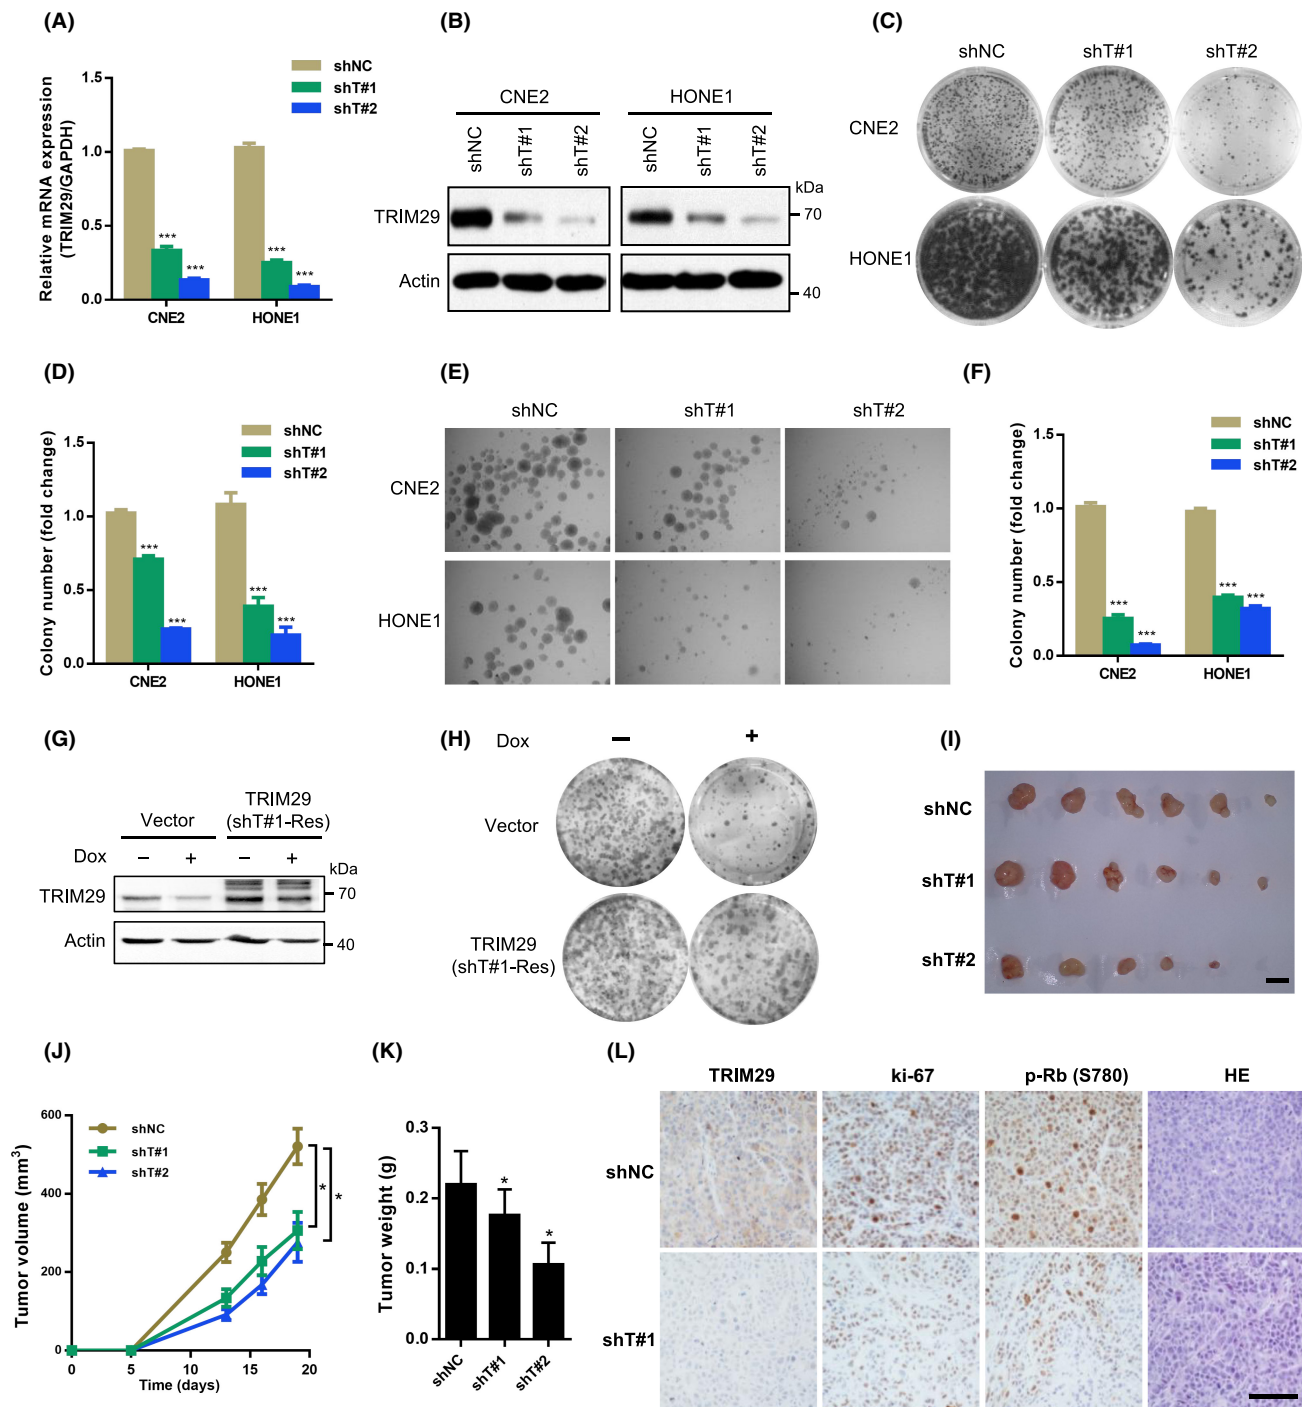 (A)
shNC
shT#1
shT#2
Relative mRNA expression
(TRIM29/GAPDH)
1.5
1.0
0.5
0.0
***
***
***
***
CNE2
HONE1
(B)
CNE2
HONE1
shNC
shT#1
shT#2
shNC
shT#1
shT#2
kDa
TRIM29
70
Actin
40
(C)
shNC
shT#1
shT#2
CNE2
HONE1
(D)
shNC
shT#1
shT#2
Colony number (fold change)
1.5
1.0
0.5
0.0
***
***
***
***
CNE2
HONE1
(E)
shNC
shT#1
shT#2
CNE2
HONE1
(F)
shNC
shT#1
shT#2
Colony number (fold change)
1.5
1.0
0.5
0.0
***
***
***
***
CNE2
HONE1
(G)
Vector
TRIM29
(shT#1-Res)
Dox
−
+
−
+
kDa
TRIM29
70
Actin
40
(H)
Dox
−
+
Vector
TRIM29
(shT#1-Res)
(I)
shNC
shT#1
shT#2
(J)
Tumor volume (mm³)
600
400
200
0
shNC
shT#1
shT#2
*
*
0
5
10
15
20
Time (days)
(K)
Tumor weight (g)
0.3
0.2
0.1
0.0
*
*
shNC
shT#1
shT#2
(L)
TRIM29
ki-67
p-Rb (S780)
HE
shNC
shT#1